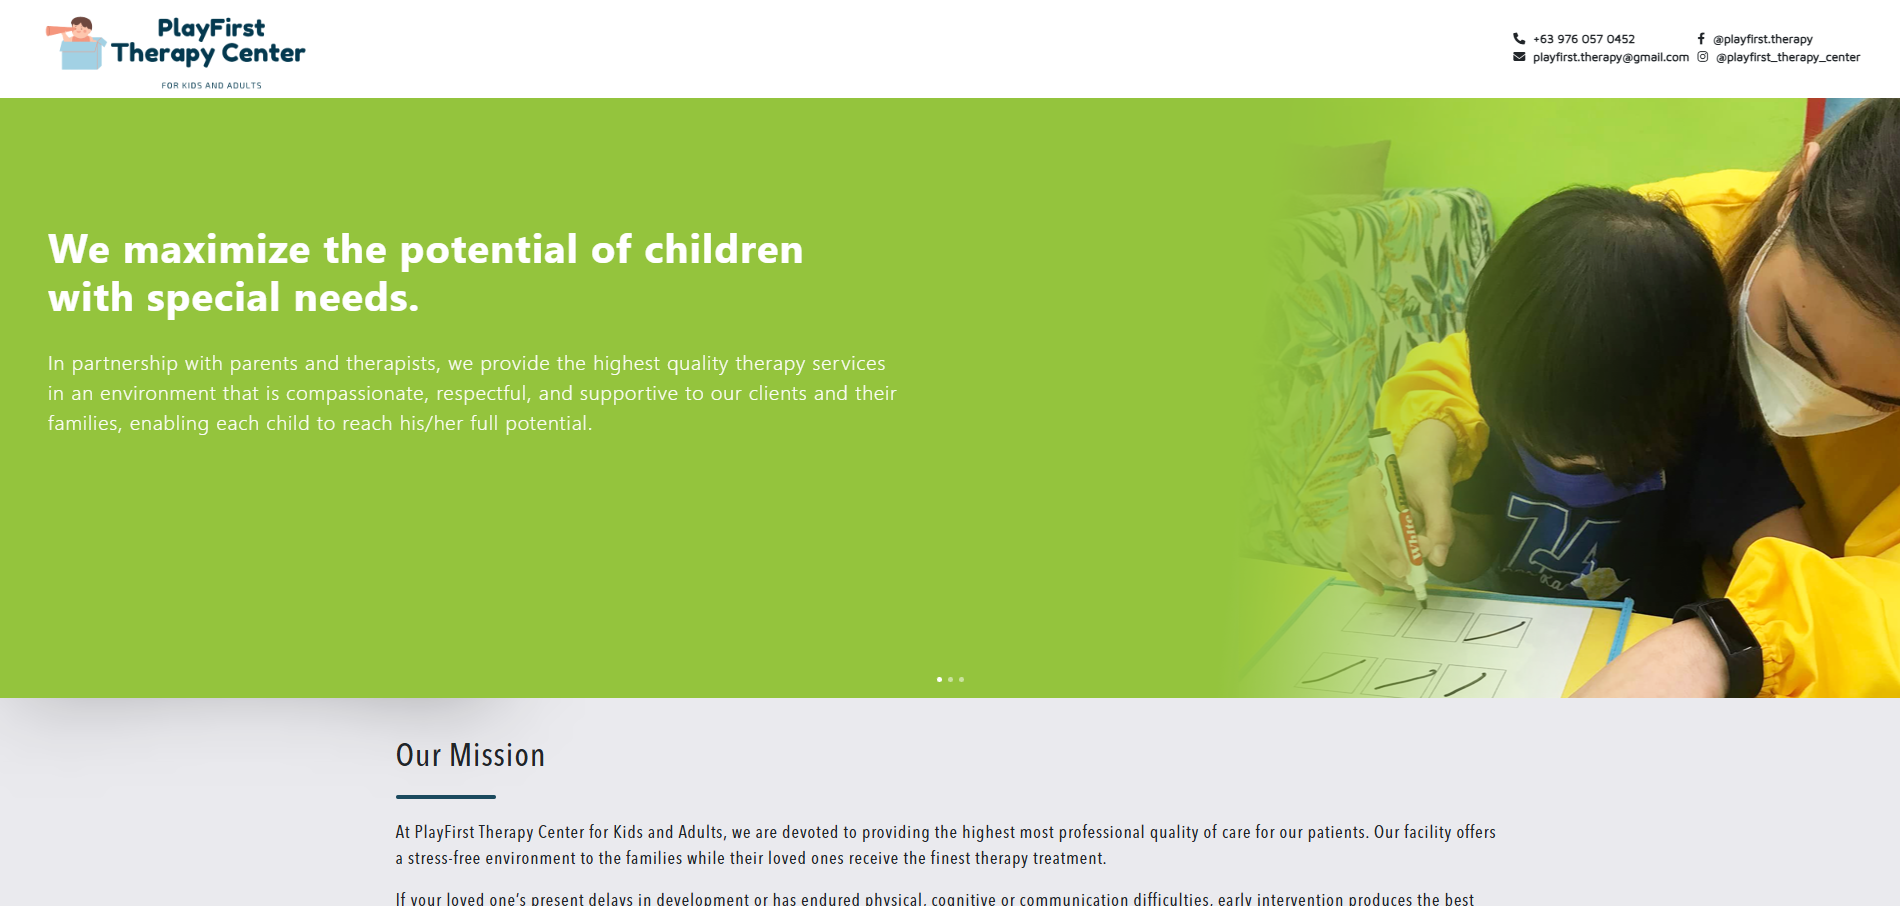 PlayFirst
Therapy Center
FOR KIDS AND ADULTS
+63 976 057 0452
@playfirst.therapy
playfirst.therapy@gmail.com
@playfirst_therapy_center
We maximize the potential of children
with special needs.
In partnership with parents and therapists, we provide the highest quality therapy services
in an environment that is compassionate, respectful, and supportive to our clients and their
families, enabling each child to reach his/her full potential.
Our Mission
At PlayFirst Therapy Center for Kids and Adults, we are devoted to providing the highest most professional quality of care for our patients. Our facility offers
a stress-free environment to the families while their loved ones receive the finest therapy treatment.
If your loved one’s present delays in development or has endured physical, cognitive or communication difficulties, early intervention produces the best